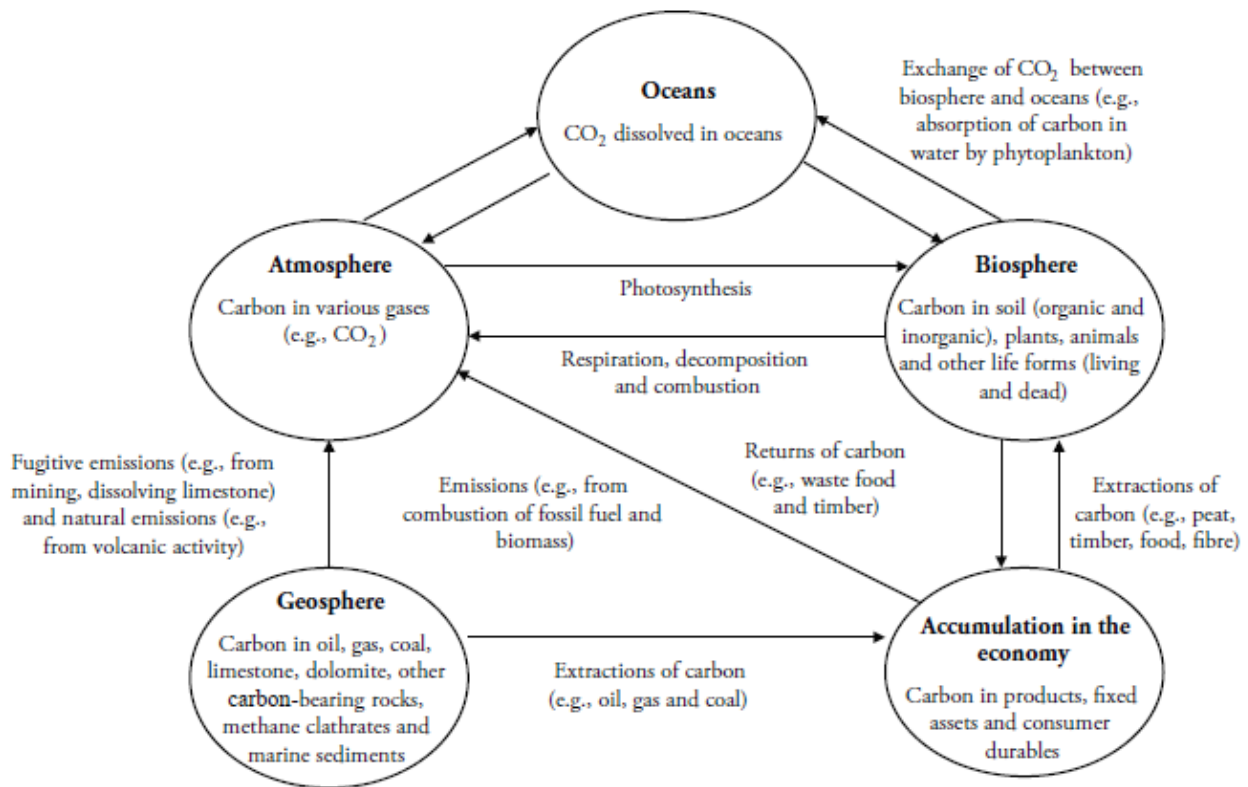 Oceans
CO2 dissolved in oceans
Exchange of CO2 between
biosphere and oceans (e.g.,
absorption of carbon in
water by phytoplankton)
Atmosphere
Carbon in various gases
(e.g., CO2)
Photosynthesis
Respiration, decomposition
and combustion
Biosphere
Carbon in soil (organic and
inorganic), plants, animals
and other life forms (living
and dead)
Fugitive emissions (e.g., from
mining, dissolving limestone)
and natural emissions (e.g.,
from volcanic activity)
Emissions (e.g., from
combustion of fossil fuel and
biomass)
Returns of carbon
(e.g., waste food
and timber)
Extractions of
carbon (e.g., peat,
timber, food, fibre)
Geosphere
Carbon in oil, gas, coal,
limestone, dolomite, other
carbon-bearing rocks,
methane clathrates and
marine sediments
Extractions of carbon
(e.g., oil, gas and coal)
Accumulation in the
economy
Carbon in products, fixed
assets and consumer
durables